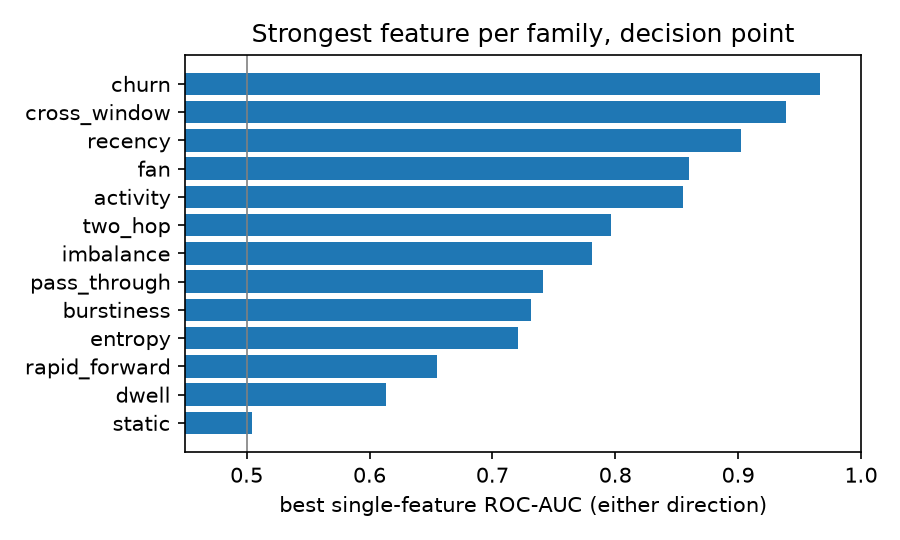 Strongest feature per family, decision point
churn
cross_window
recency
fan
activity
two_hop
imbalance
pass_through
burstiness
entropy
rapid_forward
dwell
static
0.5 0.6 0.7 0.8 0.9 1.0
best single-feature ROC-AUC (either direction)